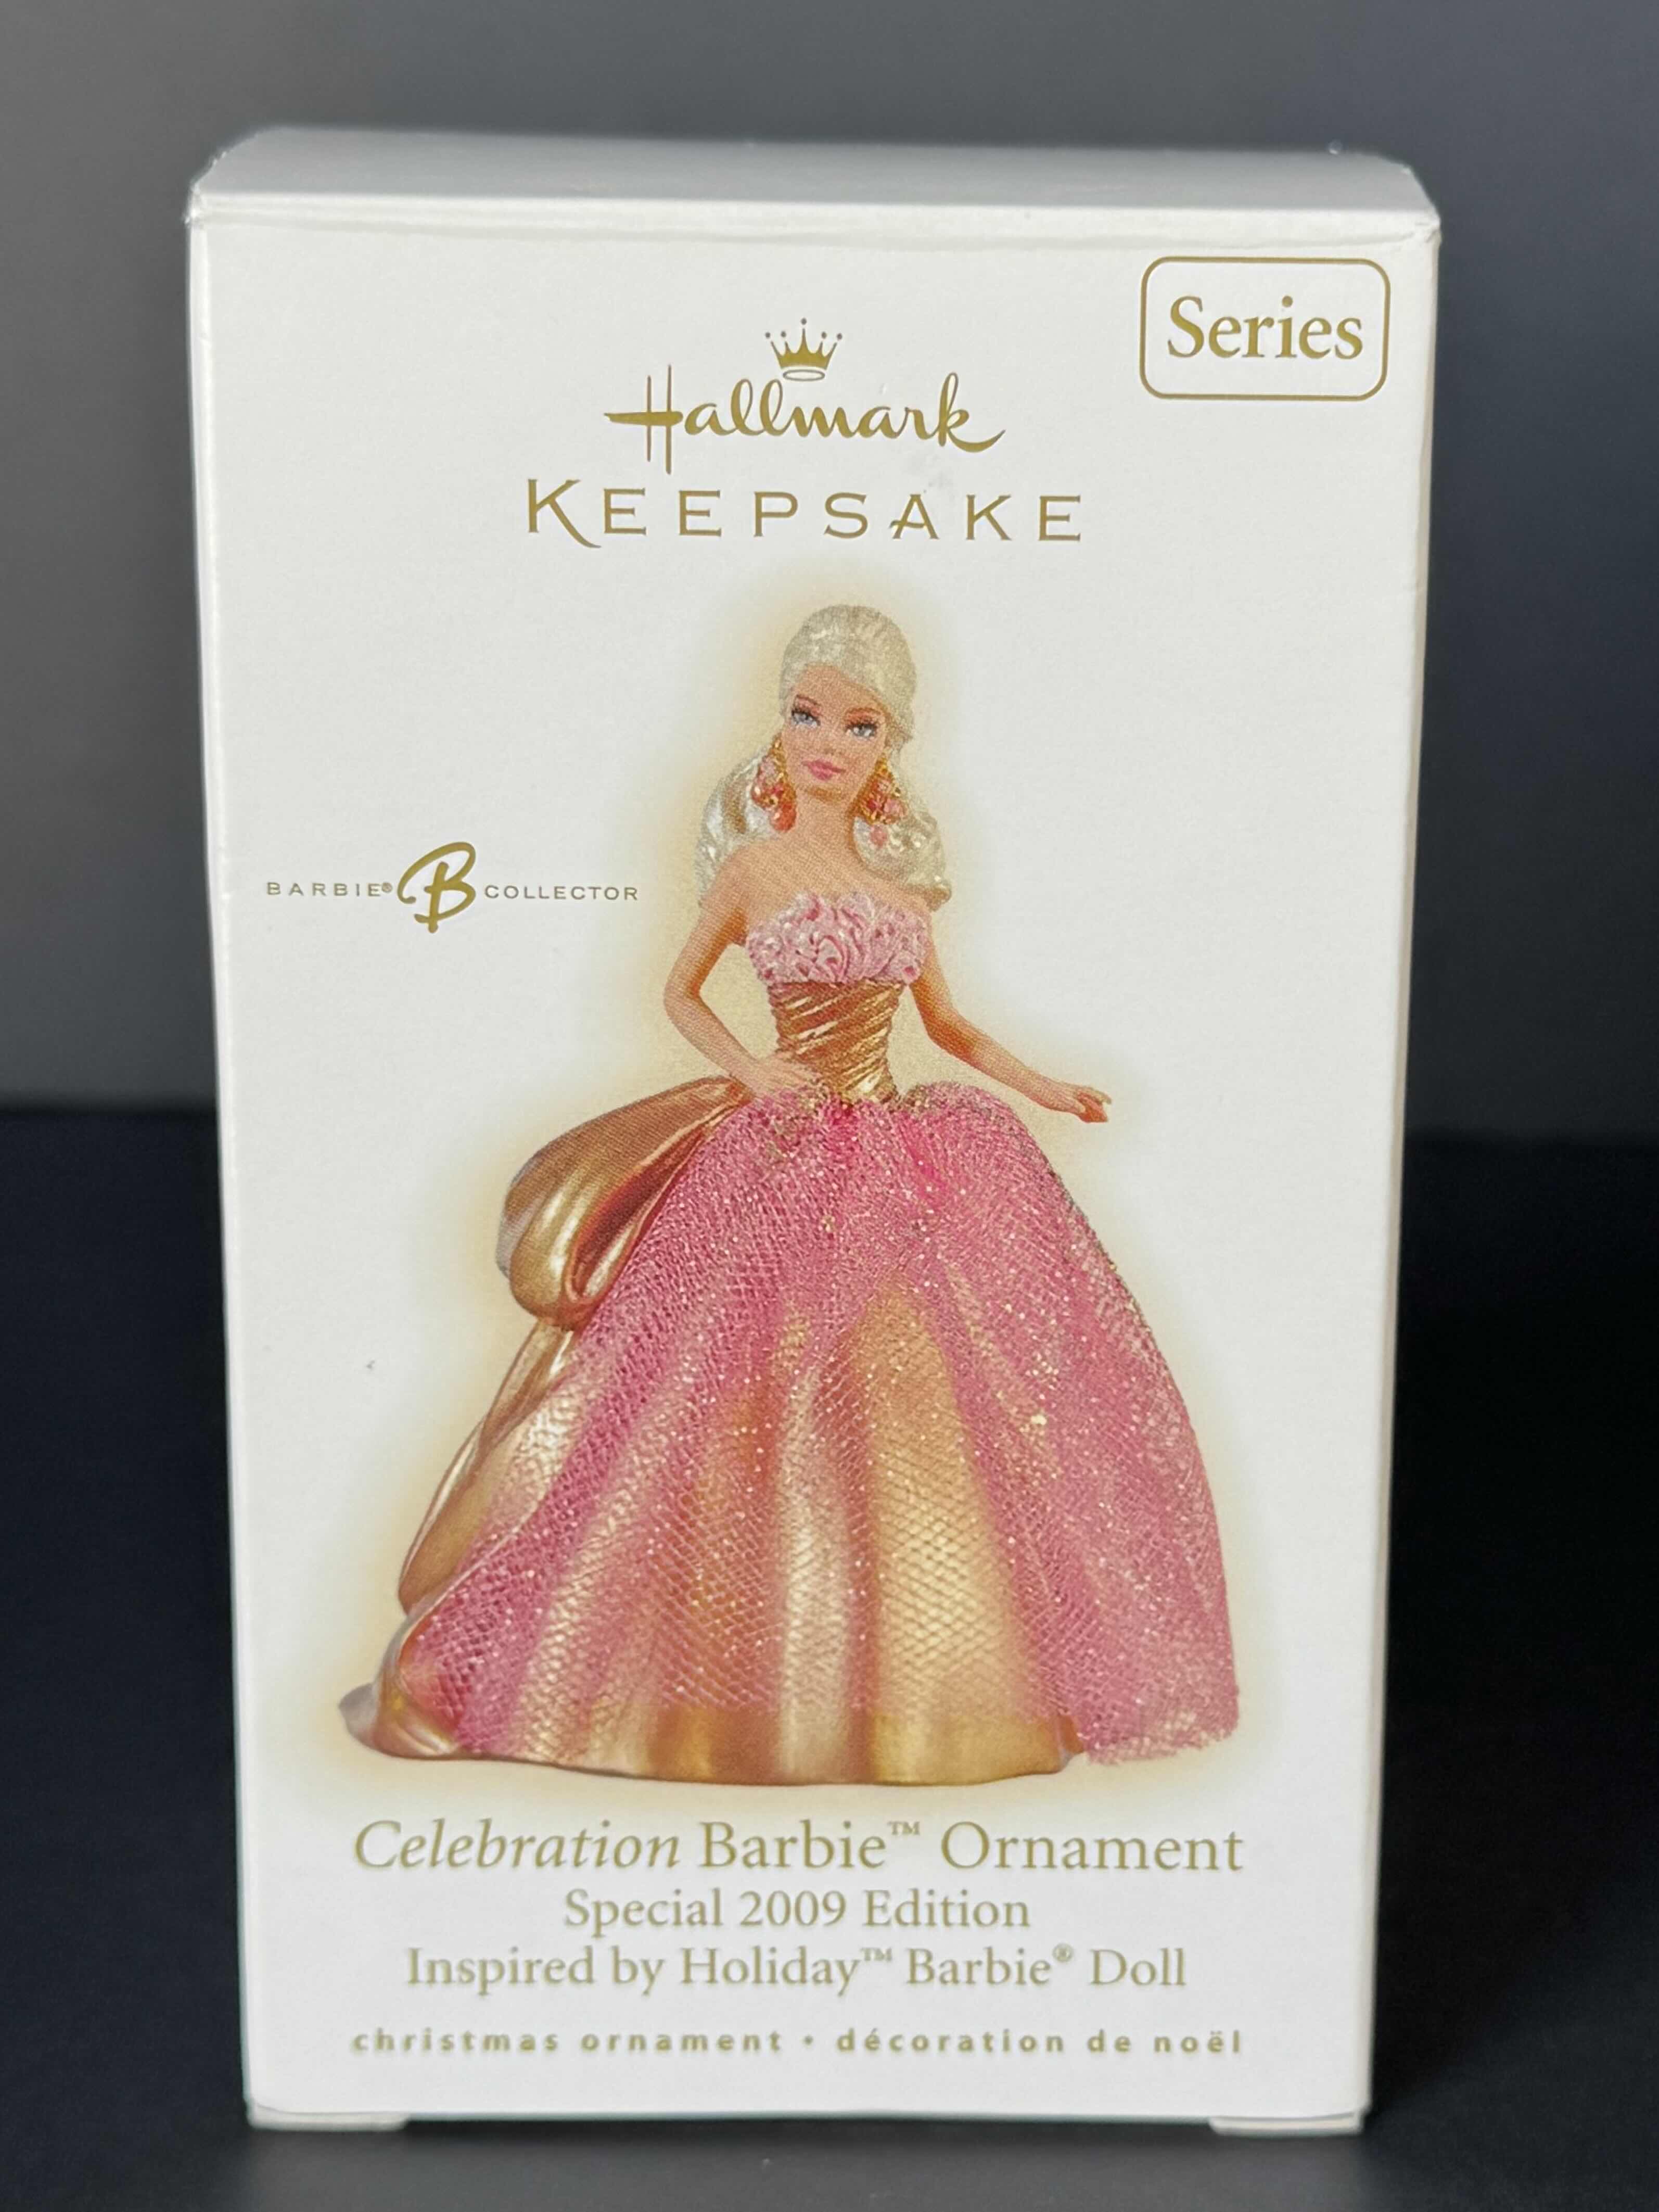 Series
Hallmark
KEEPSAKE
BARBIE® B COLLECTOR
Celebration Barbie™ Ornament
Special 2009 Edition
Inspired by Holiday™ Barbie® Doll
christmas ornament • décoration de noël